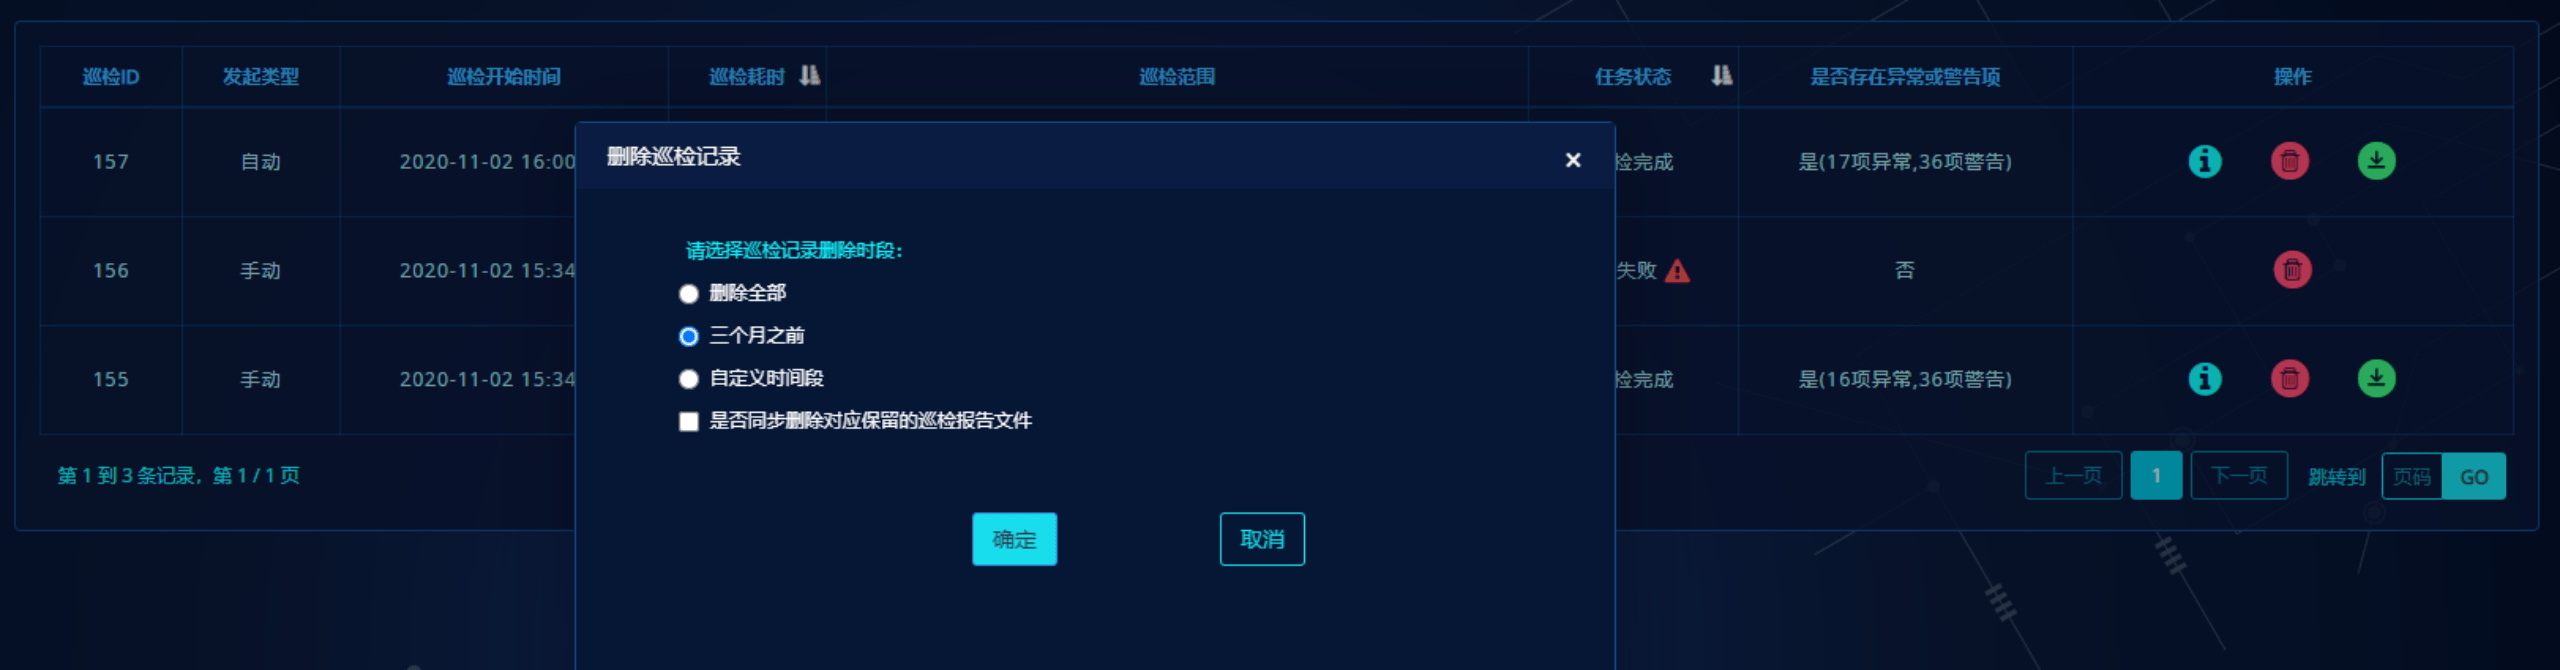 巡检ID 发起类型 巡检开始时间 巡检耗时 巡检范围 任务状态 是否存在异常或警告项 操作
157 自动 2020-11-02 16:00 检完成 是(17项异常,36项警告)
删除巡检记录
156 手动 2020-11-02 15:34 失败 否
请选择巡检记录删除时段:
删除全部
三个月之前
155 手动 2020-11-02 15:34 检完成 是(16项异常,36项警告)
自定义时间段
是否同步删除对应保留的巡检报告文件
第 1 到 3 条记录, 第 1 / 1 页 上一页 1 下一页 跳转到 页码 GO
确定 取消